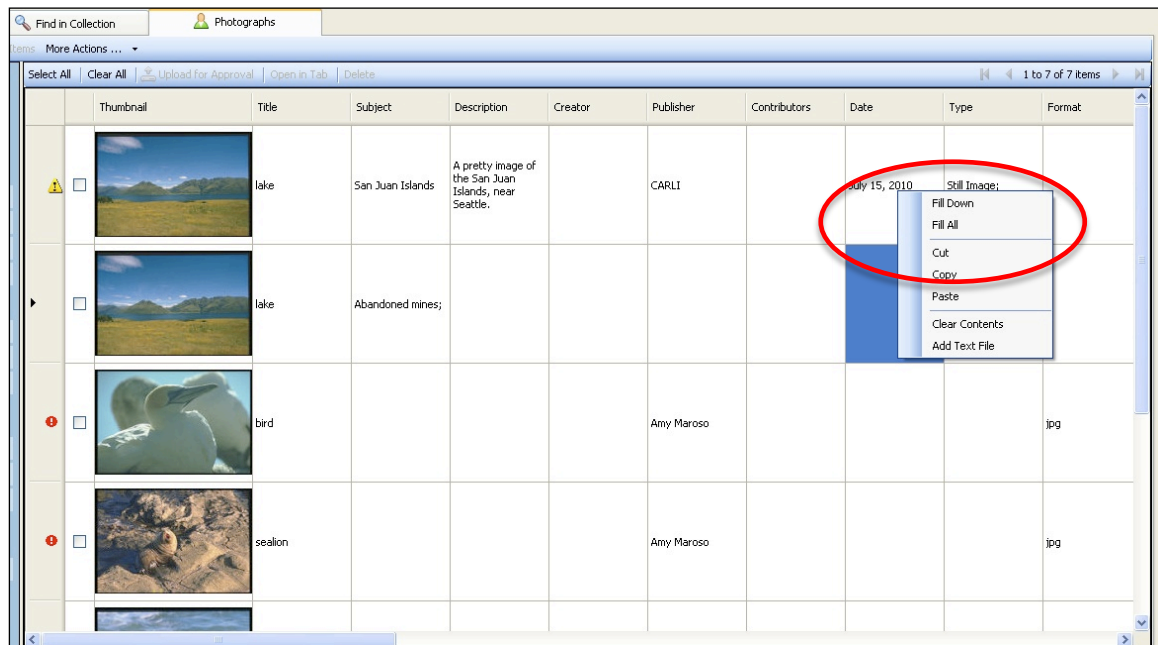 Find in Collection
Photographs
tems More Actions ...
Select All Clear All Upload for Approval Open in Tab Delete 1 to 7 of 7 items
Thumbnail Title Subject Description Creator Publisher Contributors Date Type Format
lake San Juan Islands A pretty image of CARLI July 15, 2010 Still Image;
the San Juan
Islands, near
Seattle.
Fill Down
Fill All
Cut
Copy
Paste
Clear Contents
Add Text File
lake Abandoned mines;
bird Amy Maroso jpg
sealion Amy Maroso jpg